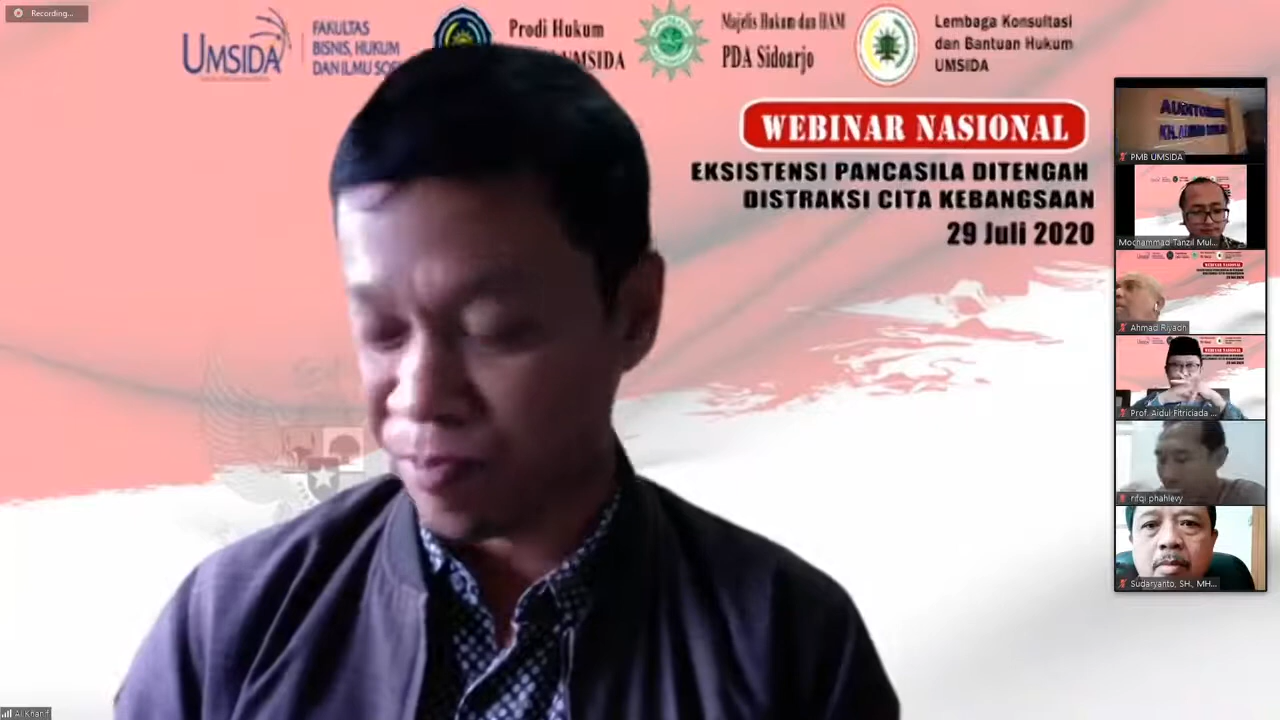 Recording...
UMSIDA
FAKULTAS
BISNIS, HUKUM
DAN ILMU SOS
Prodi Hukum
UMSIDA
Majelis Hukum dan HAM
PDA Sidoarjo
Lembaga Konsultasi
dan Bantuan Hukum
UMSIDA
WEBINAR NASIONAL
EKSISTENSI PANCASILA DITENGAH
DISTRAKSI CITA KEBANGSAAN
29 Juli 2020
PMB UMSIDA
Mochammad Tanzil Mul...
Ahmad Riyadh
Prof. Aidul Fitriciada ...
rifqi phahlevy
Sudaryanto, SH., MH...
Al Khanif